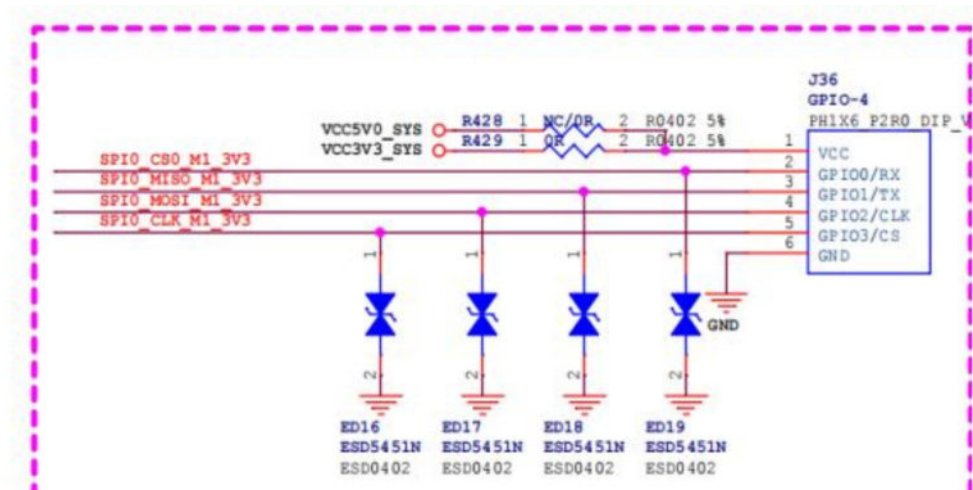 J36
GPIO-4
PH1X6_P2R0_DIP_V
VCC5V0_SYS R428 1 NC/0R 2 R0402 5%
VCC3V3_SYS R429 1 0R 2 R0402 5%
1 VCC
SPI0_CS0_M1_3V3 2 GPIO0/RX
SPI0_MISO_M1_3V3 3 GPIO1/TX
SPI0_MOSI_M1_3V3 4 GPIO2/CLK
SPI0_CLK_M1_3V3 5 GPIO3/CS
6 GND
1 1 1 1
GND
2 2 2 2
ED16 ED17 ED18 ED19
ESD5451N ESD5451N ESD5451N ESD5451N
ESD0402 ESD0402 ESD0402 ESD0402